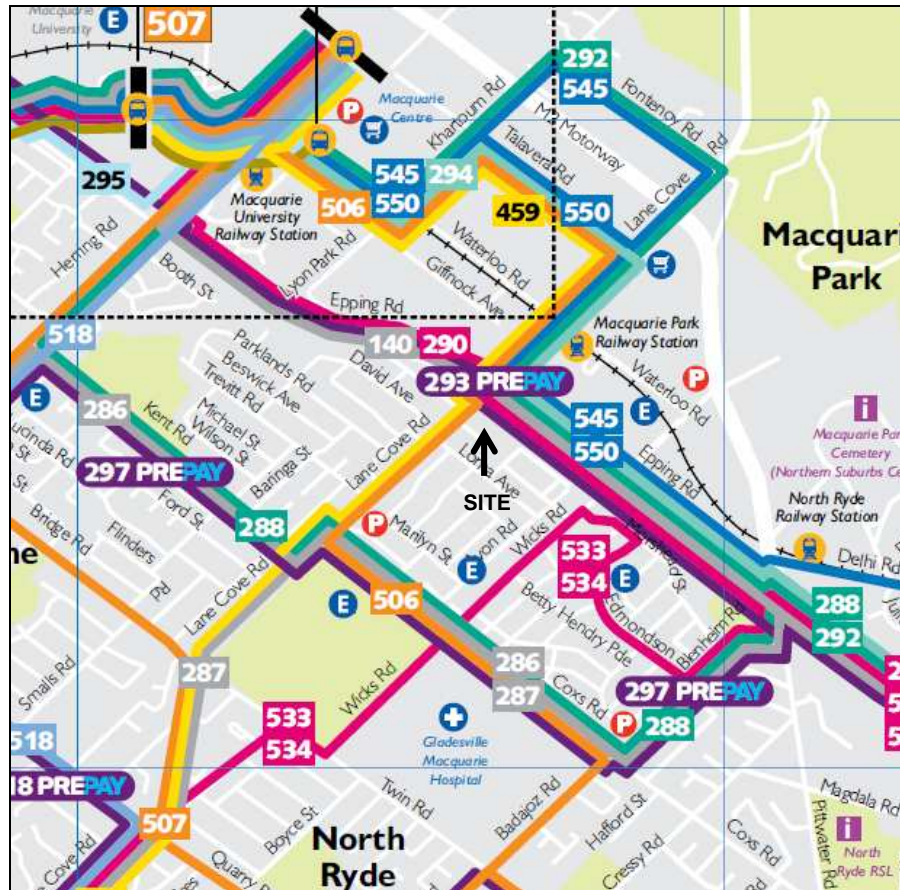 Macquarie
University
E
507
P
Macquarie
Centre
Khartoum Rd
292
545
Fontenoy Rd
Rd
M2 Motorway
Talavera Rd
Lane Cove
295
545
294
550
506
459
550
Macquarie
University
Railway Station
Herring Rd
Booth St
Lyon Park Rd
Waterloo Rd
Giffnock Ave
Epping Rd
Macquarie
Park
518
Parklands Rd
Beswick Ave
Trevitt Rd
Michael St
Wilson St
Baringa St
David Ave
140
290
293 PREPAY
Macquarie Park
Railway Station
Waterloo Rd
P
E
286
Kent Rd
297 PREPAY
Lucinda Rd
St
Ford St
288
Lane Cove Rd
545
550
E
Epping Rd
i
Macquarie Park
Cemetery
(Northern Suburbs Ce
North Ryde
Railway Station
Delhi Rd
SITE
Bridge Rd
Flinders
Rd
Lane Cove Rd
P
Marilyn St
E
Wicks Rd
533
534
E
Betty Hendry Pde
Edmondson
Blenheim Rd
288
292
E
506
287
Smalls Rd
Wicks Rd
286
287
Coxs Rd
297 PREPAY
P
288
533
534
518
18 PREPAY
Gladesville
Macquarie
Hospital
507
Boyce St
Twin Rd
Badajoz Rd
Hafford St
Cressy Rd
Coxs Rd
Magdala Rd
Pittwater Rd
i
North
Ryde RSL
Cove Rd
Quarry
North
Ryde